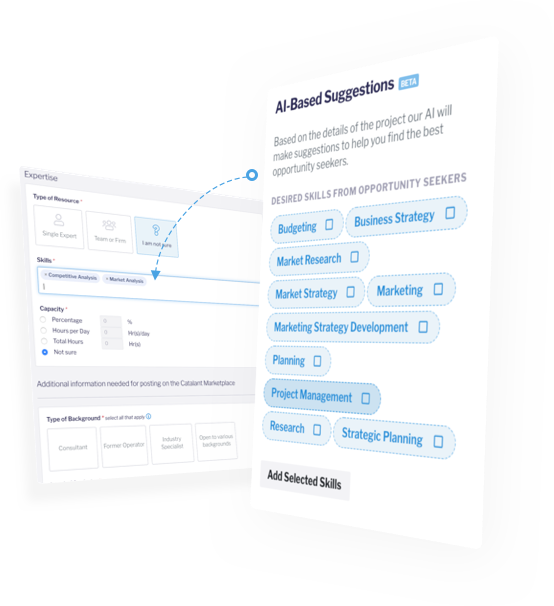 Expertise
Type of Resource *
Single Expert
Team or Firm
I am not sure
Skills *
× Competitive Analysis × Market Analysis
Capacity *
Percentage 0 %
Hours per Day 0 Hr(s)/day
Total Hours 0 Hr(s)
Not sure
Additional information needed for posting on the Catalant Marketplace
Type of Background * select all that apply
Consultant
Former Operator
Industry
Specialist
Open to various
backgrounds
AI-Based Suggestions BETA
Based on the details of the project our AI will
make suggestions to help you find the best
opportunity seekers.
DESIRED SKILLS FROM OPPORTUNITY SEEKERS
Budgeting Business Strategy
Market Research
Market Strategy Marketing
Marketing Strategy Development
Planning
Project Management
Research Strategic Planning
Add Selected Skills